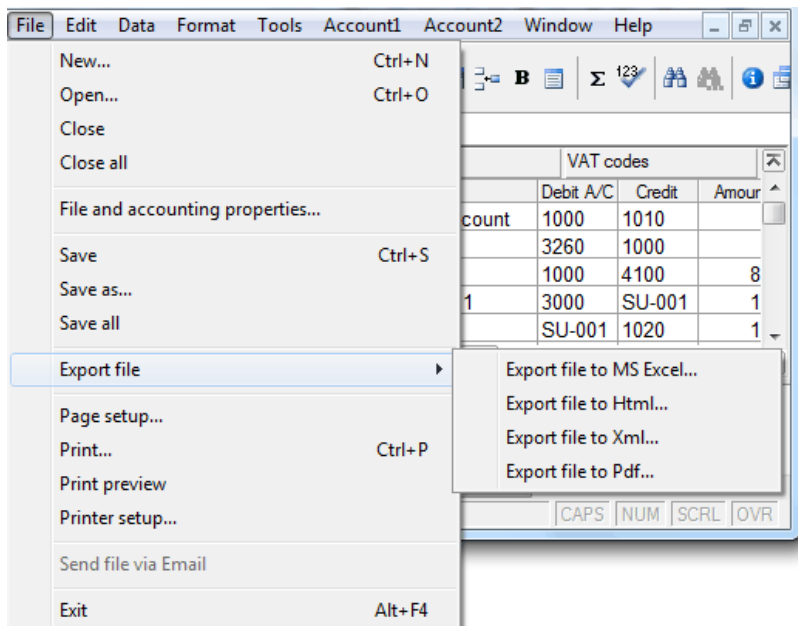 File Edit Data Format Tools Account1 Account2 Window Help
New... Ctrl+N
Open... Ctrl+O
Close
Close all
File and accounting properties...
Save Ctrl+S
Save as...
Save all
Export file
Page setup...
Print... Ctrl+P
Print preview
Printer setup...
Send file via Email
Exit Alt+F4
B Σ 123
VAT codes
Debit A/C Credit Amour
count 1000 1010
3260 1000
1000 4100 8
1 3000 SU-001 1
SU-001 1020 1
Export file to MS Excel...
Export file to Html...
Export file to Xml...
Export file to Pdf...
CAPS NUM SCRL OVR